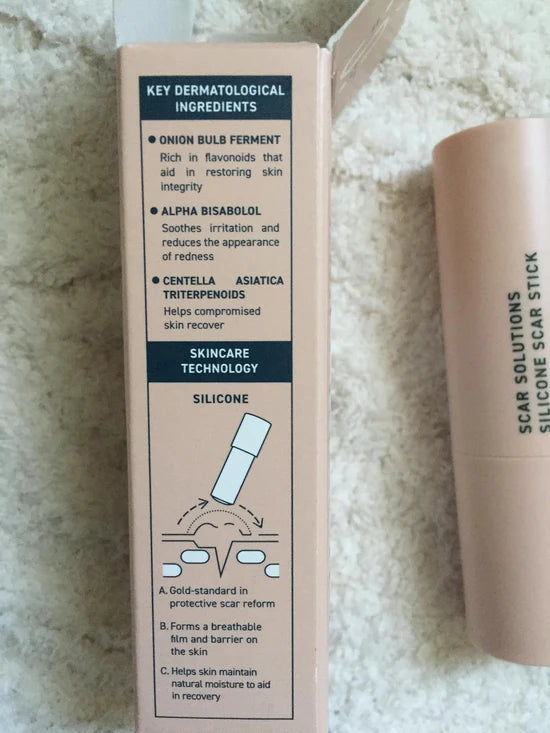 KEY DERMATOLOGICAL
INGREDIENTS
ONION BULB FERMENT
Rich in flavonoids that
aid in restoring skin
integrity
ALPHA BISABOLOL
Soothes irritation and
reduces the appearance
of redness
CENTELLA ASIATICA
TRITERPENOIDS
Helps compromised
skin recover
SKINCARE
TECHNOLOGY
SILICONE
A. Gold-standard in
protective scar reform
B. Forms a breathable
film and barrier on
the skin
C. Helps skin maintain
natural moisture to aid
in recovery
SCAR SOLUTIONS
SILICONE SCAR STICK